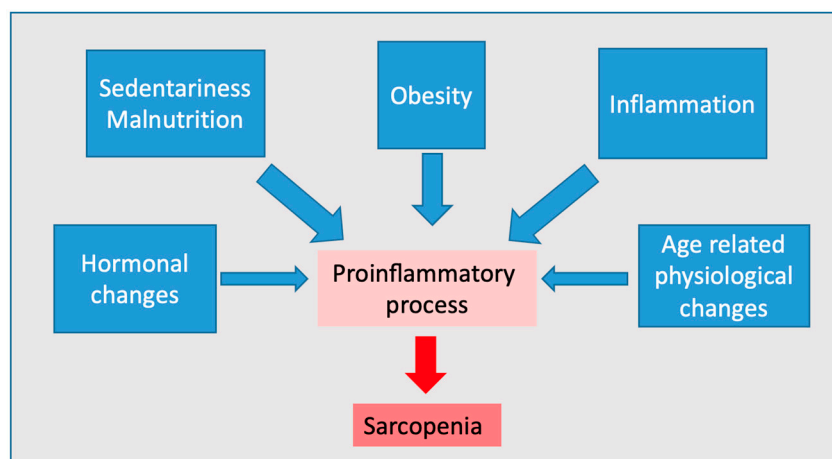 Sedentariness
Malnutrition
Obesity
Inflammation
Hormonal
changes
Proinflammatory
process
Age related
physiological
changes
Sarcopenia